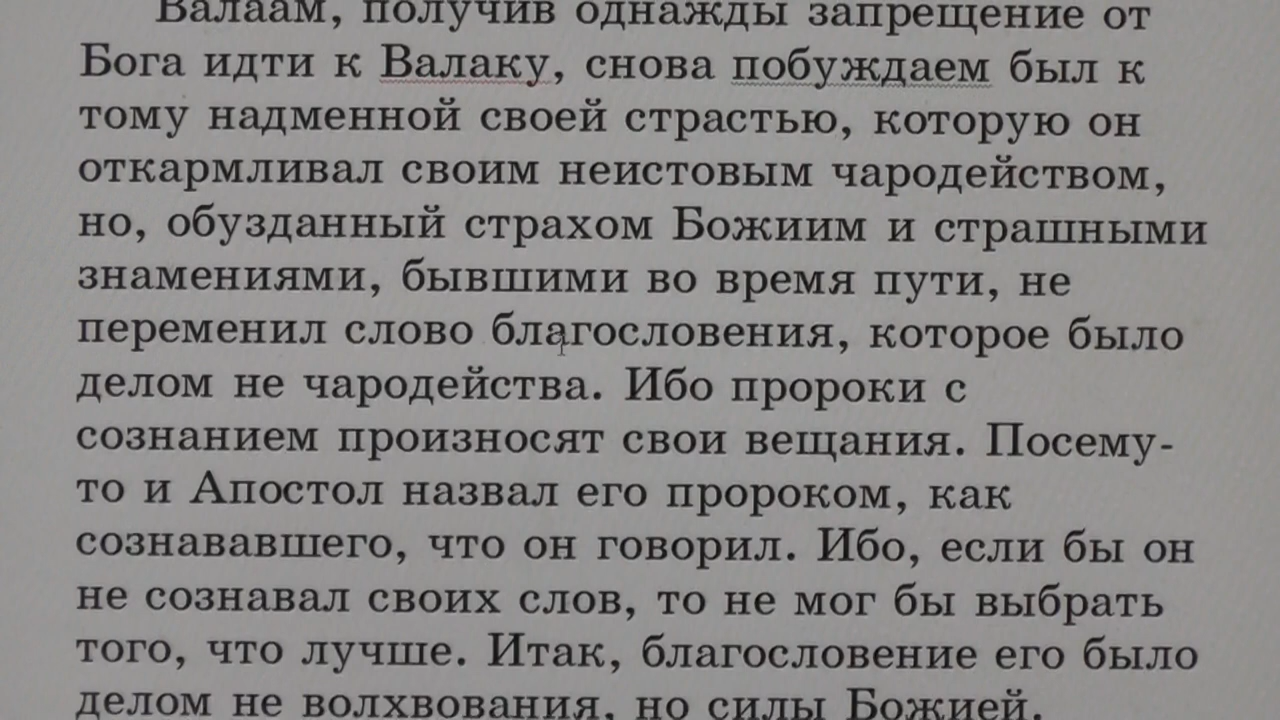 Валаам, получив однажды запрещение от
Бога идти к Валаку, снова побуждаем был к
тому надменной своей страстью, которую он
откармливал своим неистовым чародейством,
но, обузданный страхом Божиим и страшными
знамениями, бывшими во время пути, не
переменил слово благословения, которое было
делом не чародейства. Ибо пророки с
сознанием произносят свои вещания. Посему-
то и Апостол назвал его пророком, как
сознававшего, что он говорил. Ибо, если бы он
не сознавал своих слов, то не мог бы выбрать
того, что лучше. Итак, благословение его было
делом не волхвования, но силы Божией.